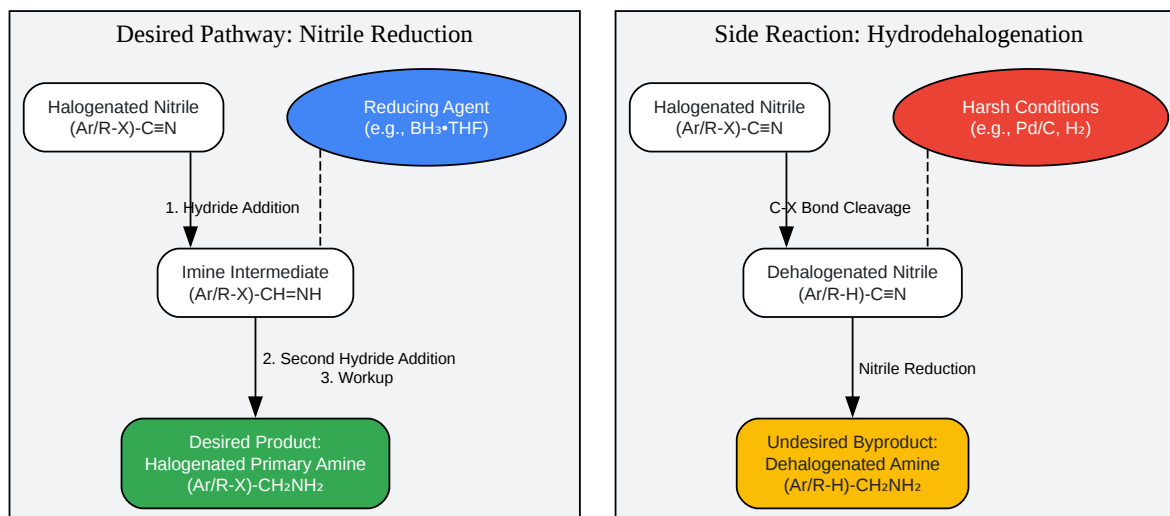 Desired Pathway: Nitrile Reduction
Halogenated Nitrile
(Ar/R-X)-C≡N
Reducing Agent
(e.g., BH₃•THF)
1. Hydride Addition
Imine Intermediate
(Ar/R-X)-CH=NH
2. Second Hydride Addition
3. Workup
Desired Product:
Halogenated Primary Amine
(Ar/R-X)-CH₂NH₂
Side Reaction: Hydrodehalogenation
Halogenated Nitrile
(Ar/R-X)-C≡N
Harsh Conditions
(e.g., Pd/C, H₂)
C-X Bond Cleavage
Dehalogenated Nitrile
(Ar/R-H)-C≡N
Nitrile Reduction
Undesired Byproduct:
Dehalogenated Amine
(Ar/R-H)-CH₂NH₂